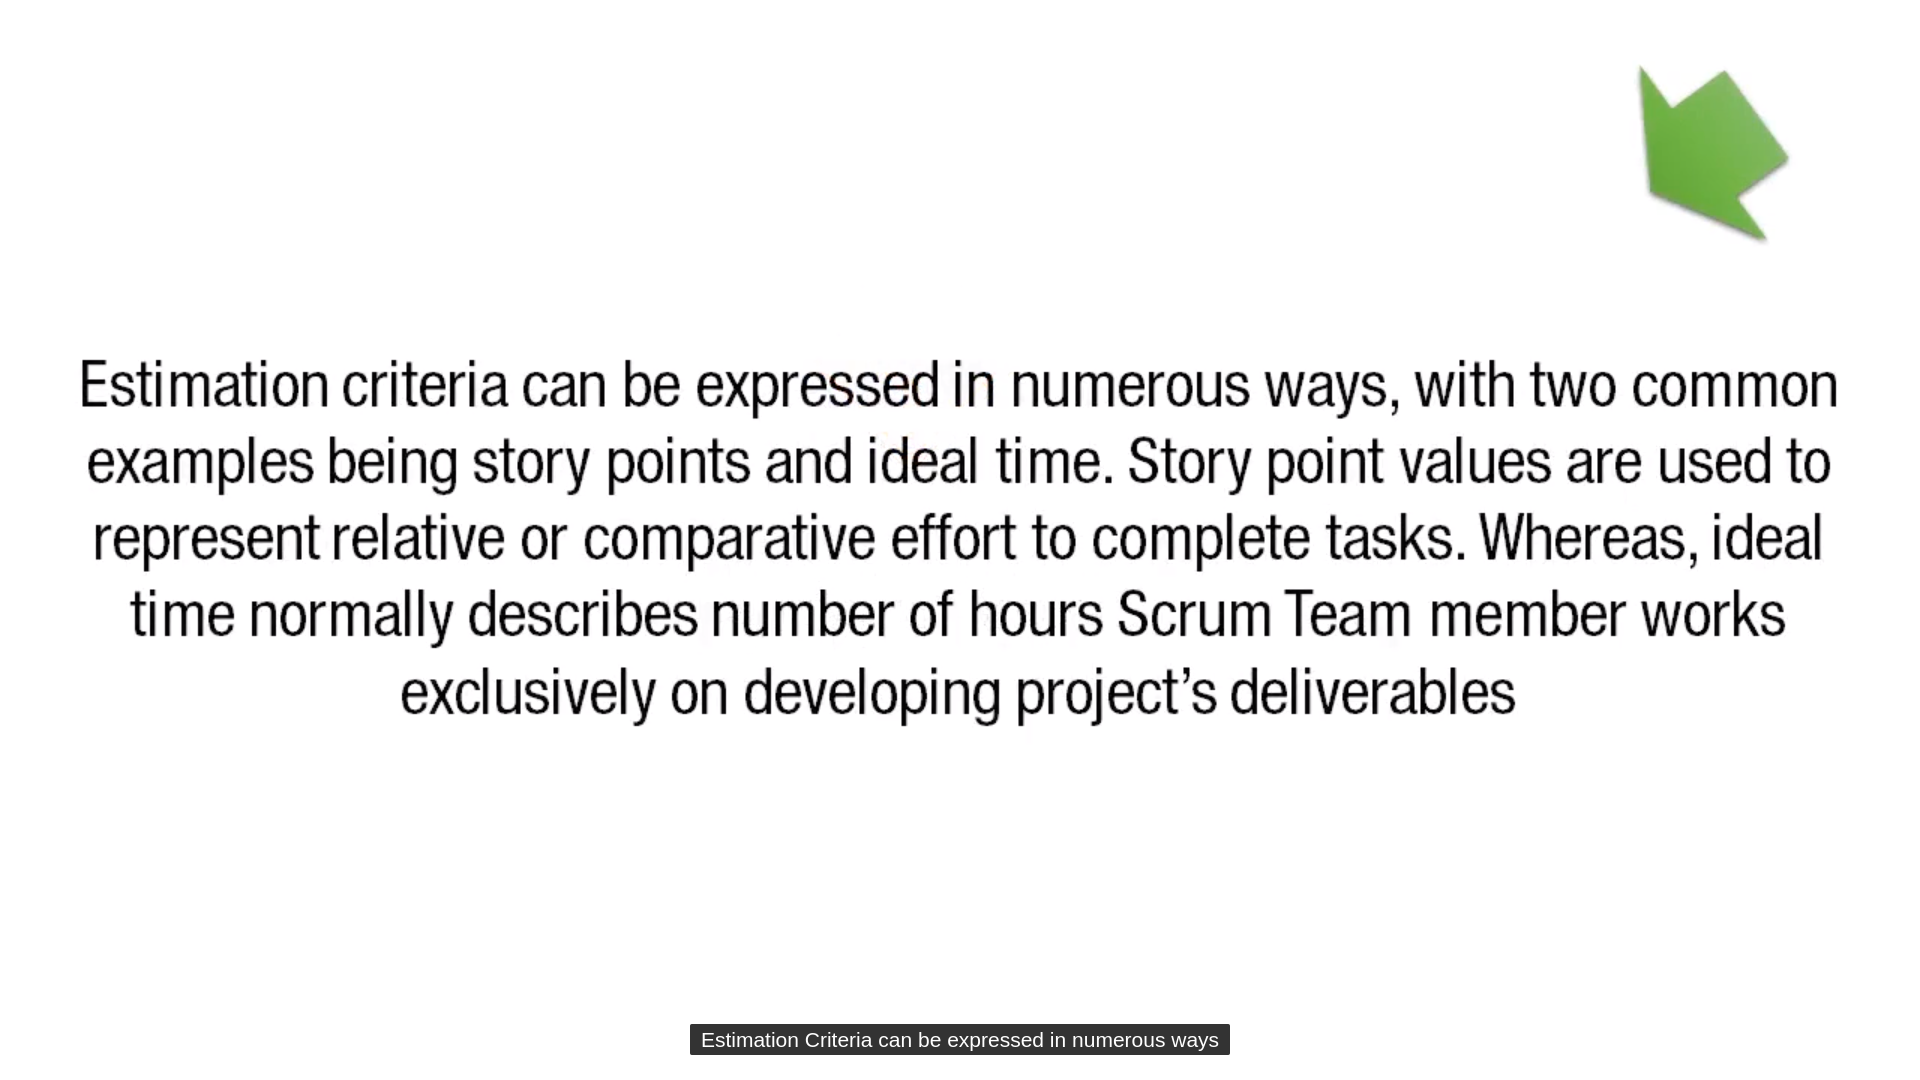 Estimation criteria can be expressed in numerous ways, with two common
examples being story points and ideal time. Story point values are used to
represent relative or comparative effort to complete tasks. Whereas, ideal
time normally describes number of hours Scrum Team member works
exclusively on developing project’s deliverables
Estimation Criteria can be expressed in numerous ways